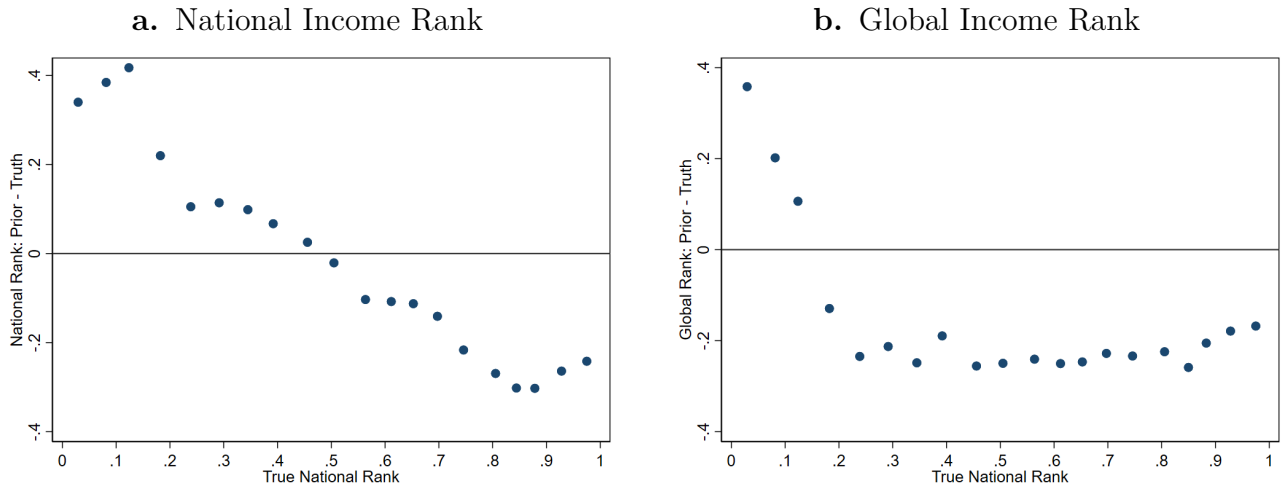 a. National Income Rank
National Rank: Prior - Truth
.4
.2
0
-.2
-.4
0 .1 .2 .3 .4 .5 .6 .7 .8 .9 1
True National Rank
b. Global Income Rank
Global Rank: Prior - Truth
.4
.2
0
-.2
-.4
0 .1 .2 .3 .4 .5 .6 .7 .8 .9 1
True National Rank